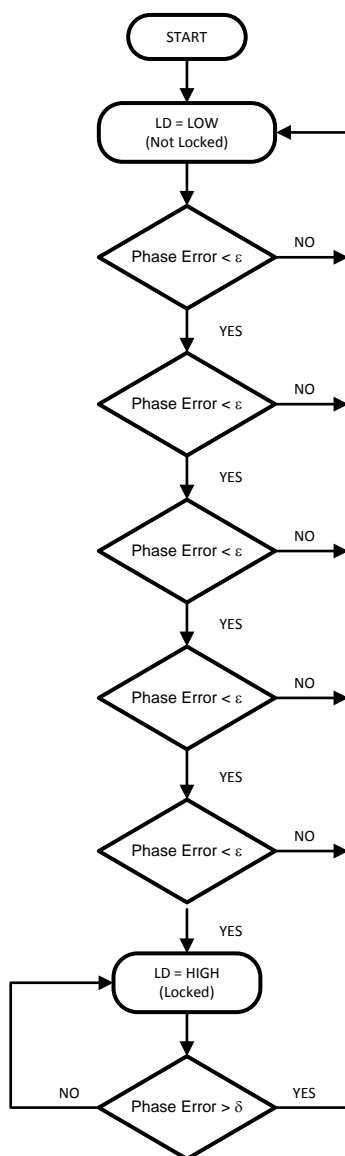 START
LD = LOW
(Not Locked)
Phase Error < ε
NO
YES
Phase Error < ε
NO
YES
Phase Error < ε
NO
YES
Phase Error < ε
NO
YES
Phase Error < ε
NO
YES
LD = HIGH
(Locked)
NO
Phase Error > δ
YES